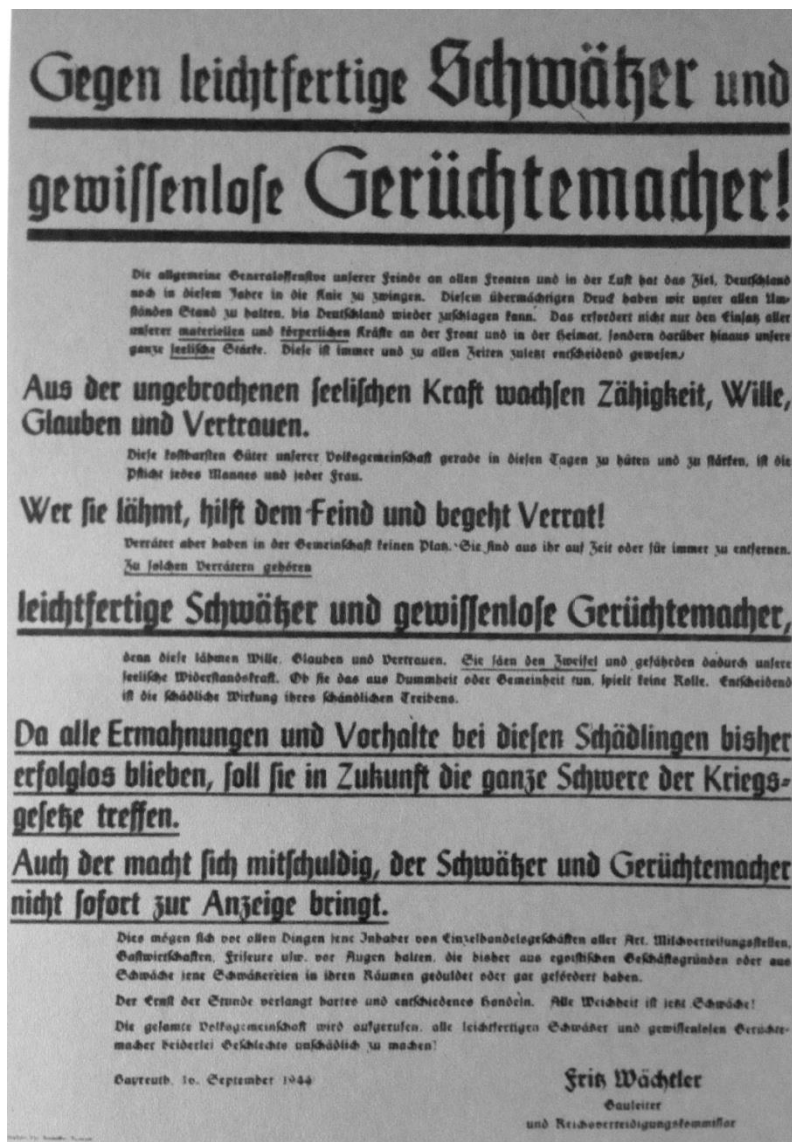 Gegen leichtfertige Schwätzer und
gewissenlose Gerüchtemacher!
Die allgemeine Generaloffensive unserer Feinde an allen Fronten und in der Luft hat das Ziel, Deutschland
noch in diesem Jahre in die Knie zu zwingen. Diesem übermächtigen Druck haben wir unter allen Um-
ständen Stand zu halten, bis Deutschland wieder zuschlagen kann. Das erfordert nicht nur den Einsatz aller
unserer materiellen und körperlichen Kräfte an der Front und in der Heimat, sondern darüber hinaus unsere
ganze seelische Stärke. Diese ist immer und zu allen Zeiten zuletzt entscheidend gewesen.
Aus der ungebrochenen seelischen Kraft wachsen Zähigkeit, Wille,
Glauben und Vertrauen.
Diese kostbarsten Güter unserer Volksgemeinschaft gerade in diesen Tagen zu hüten und zu stärken, ist die
Pflicht jedes Mannes und jeder Frau.
Wer sie lähmt, hilft dem Feind und begeht Verrat!
Verräter aber haben in der Gemeinschaft keinen Platz. Sie sind aus ihr auf Zeit oder für immer zu entfernen.
Zu solchen Verrätern gehören
leichtfertige Schwätzer und gewissenlose Gerüchtemacher,
denn diese lähmen Wille, Glauben und Vertrauen. Sie säen den Zweifel und gefährden dadurch unsere
seelische Widerstandskraft. Ob sie das aus Dummheit oder Gemeinheit tun, spielt keine Rolle. Entscheidend
ist die schädliche Wirkung ihres schändlichen Treibens.
Da alle Ermahnungen und Vorhalte bei diesen Schädlingen bisher
erfolglos blieben, soll sie in Zukunft die ganze Schwere der Kriegs-
gesetze treffen.
Auch der macht sich mitschuldig, der Schwätzer und Gerüchtemacher
nicht sofort zur Anzeige bringt.
Dies mögen sich vor allen Dingen jene Inhaber von Einzelhandelsgeschäften aller Art, Milchverteilungsstellen,
Gastwirtschaften, Friseure usw. vor Augen halten, die bisher aus egoistischen Geschäftsgründen oder aus
Schwäche jene Schwätzereien in ihren Räumen geduldet oder gar gefördert haben.
Der Ernst der Stunde verlangt hartes und entschiedenes Handeln. Alle Weichheit ist jetzt Schwäche!
Die gesamte Volksgemeinschaft wird aufgerufen, alle leichtfertigen Schwätzer und gewissenlosen Gerüchte-
macher beiderlei Geschlechts unschädlich zu machen!
Bayreuth, 16. September 1944
Fritz Wächtler
Gauleiter
und Reichsverteidigungskommissar